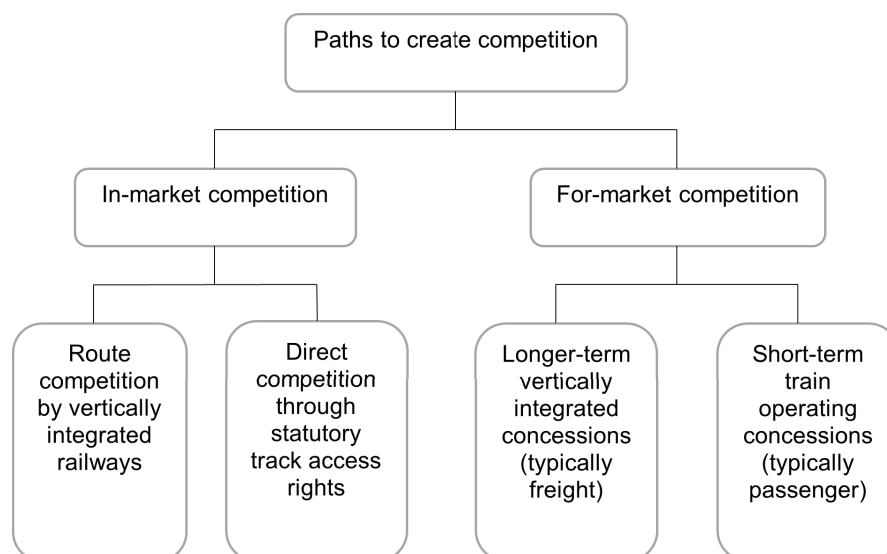 Paths to create competition
In-market competition
For-market competition
Route
competition
by vertically
integrated
railways
Direct
competition
through
statutory
track access
rights
Longer-term
vertically
integrated
concessions
(typically
freight)
Short-term
train
operating
concessions
(typically
passenger)